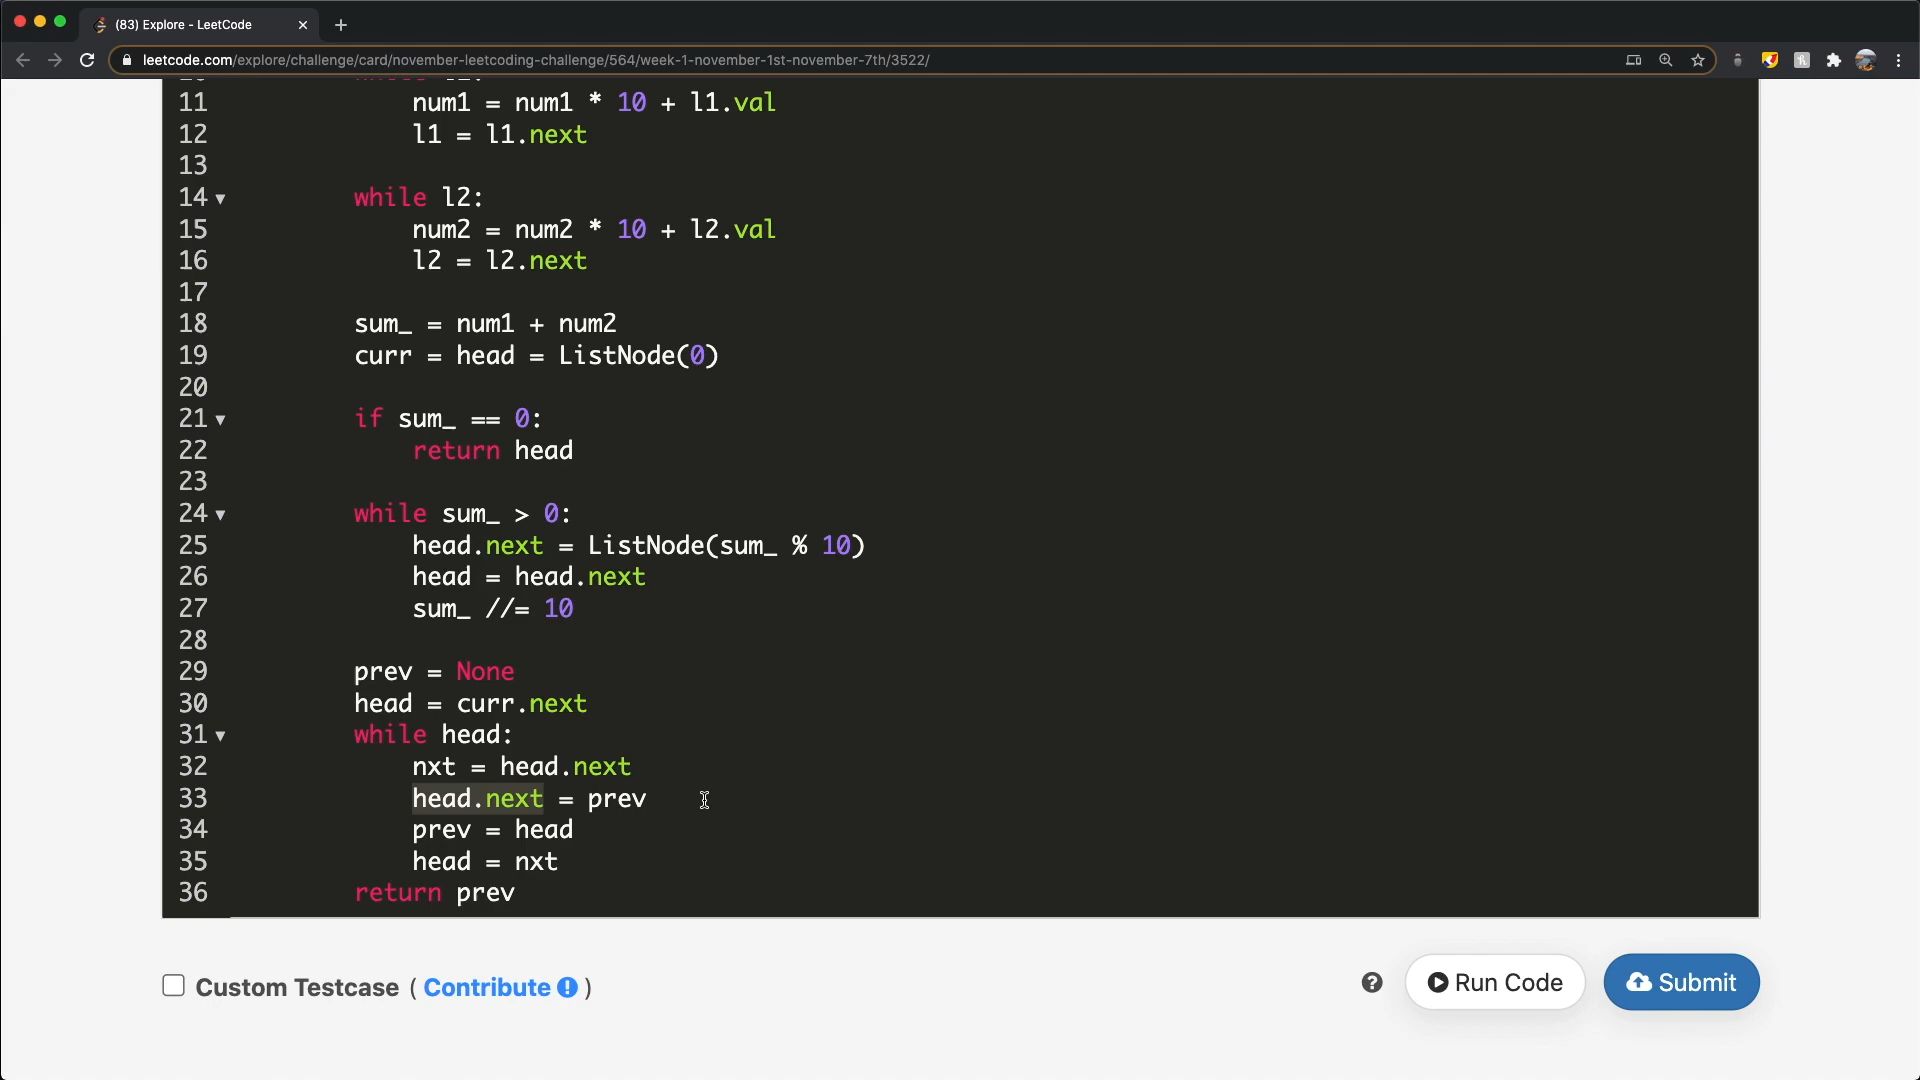 (83) Explore - LeetCode
leetcode.com/explore/challenge/card/november-leetcoding-challenge/564/week-1-november-1st-november-7th/3522/
11 num1 = num1 * 10 + l1.val
12 l1 = l1.next
13
14 while l2:
15 num2 = num2 * 10 + l2.val
16 l2 = l2.next
17
18 sum_ = num1 + num2
19 curr = head = ListNode(0)
20
21 if sum_ == 0:
22 return head
23
24 while sum_ > 0:
25 head.next = ListNode(sum_ % 10)
26 head = head.next
27 sum_ //= 10
28
29 prev = None
30 head = curr.next
31 while head:
32 nxt = head.next
33 head.next = prev
34 prev = head
35 head = nxt
36 return prev
Custom Testcase ( Contribute )
Run Code
Submit